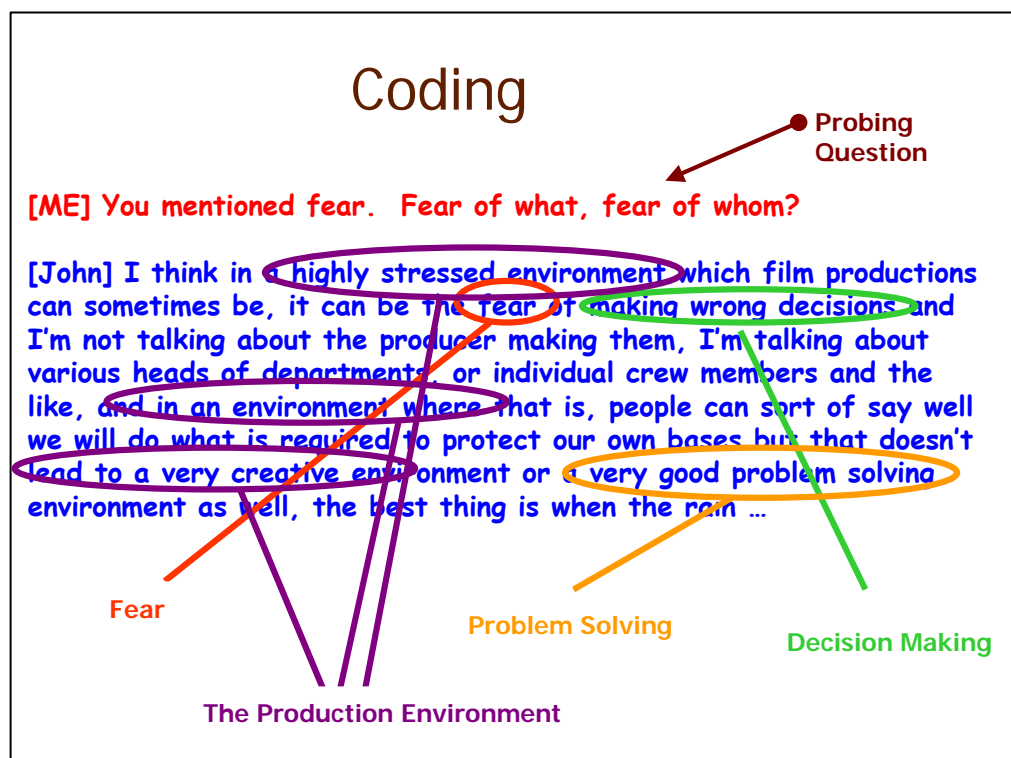 Coding
Probing
Question
[ME] You mentioned fear.  Fear of what, fear of whom?
[John] I think in a highly stressed environment which film productions
can sometimes be, it can be the fear of making wrong decisions and
I'm not talking about the producer making them, I'm talking about
various heads of departments, or individual crew members and the
like, and in an environment where that is, people can sort of say well
we will do what is required to protect our own bases but that doesn't
lead to a very creative environment or a very good problem solving
environment as well, the best thing is when the rain …
Fear
Problem Solving
Decision Making
The Production Environment